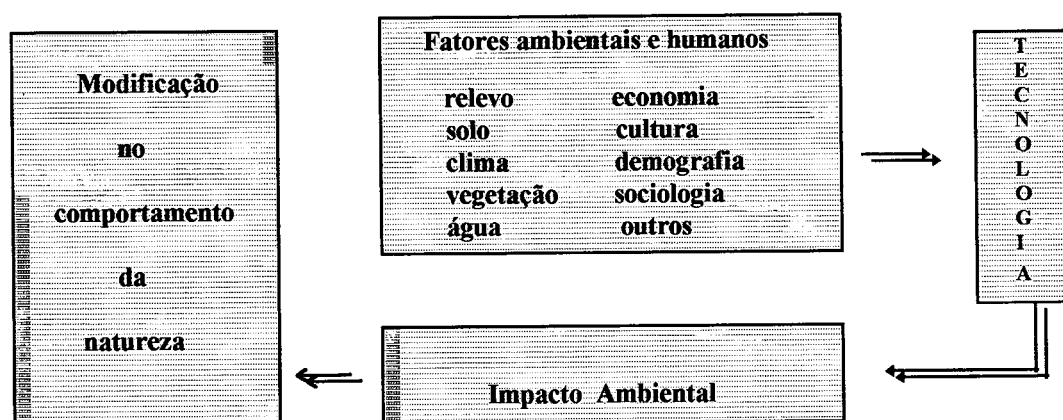 Modificação
no
comportamento
da
natureza
Fatores ambientais e humanos
relevo economia
solo cultura
clima demografia
vegetação sociologia
água outros
TECNOLOGIA
Impacto Ambiental